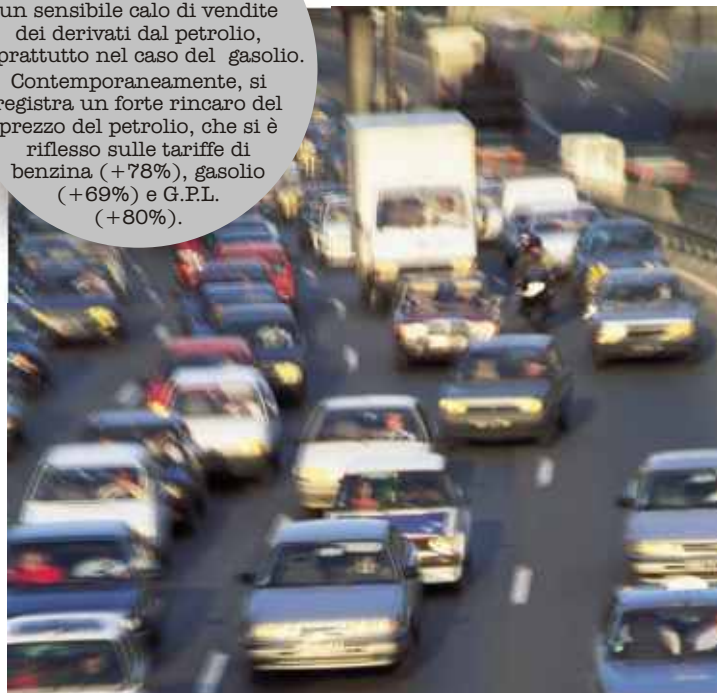 un sensibile calo di vendite
dei derivati dal petrolio,
prattutto nel caso del gasolio.
Contemporaneamente, si
registra un forte rincaro del
prezzo del petrolio, che si è
riflesso sulle tariffe di
benzina (+78%), gasolio
(+69%) e G.P.L.
(+80%).